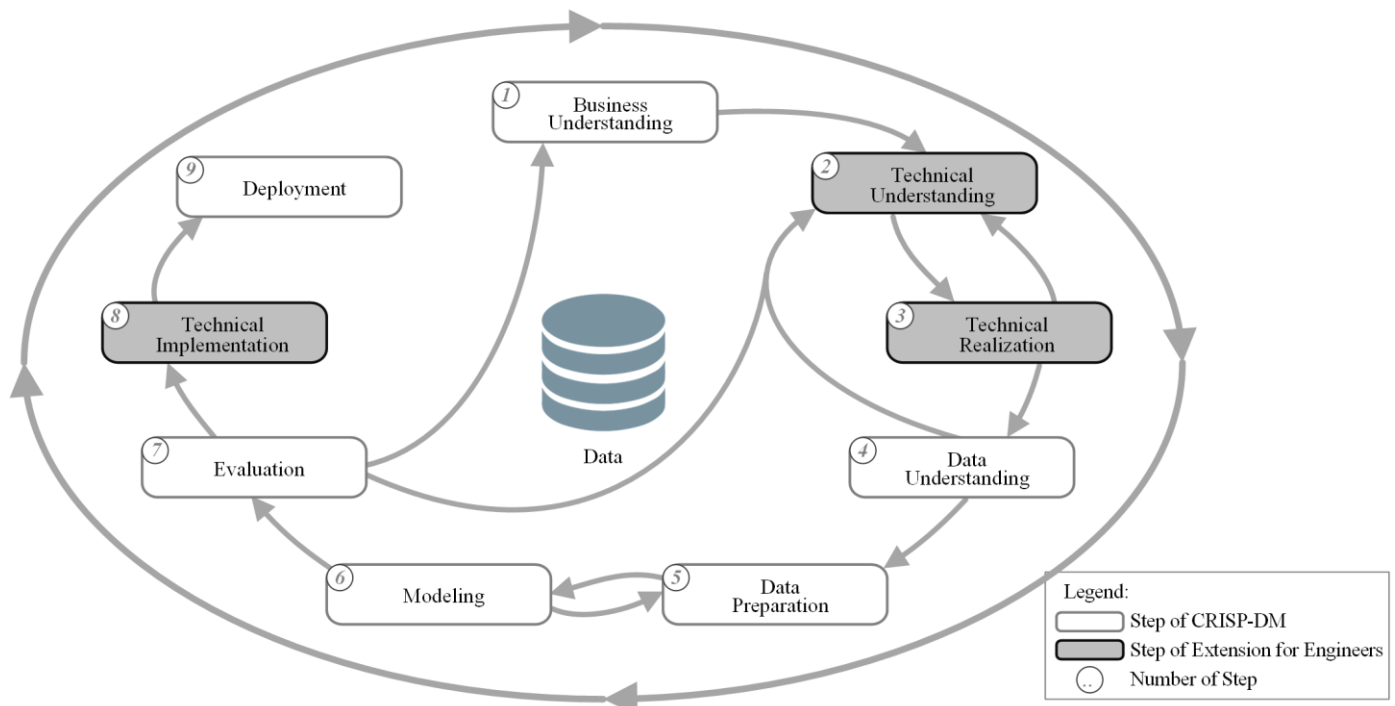 1
Business
Understanding
2
Technical
Understanding
3
Technical
Realization
4
Data
Understanding
5
Data
Preparation
6
Modeling
7
Evaluation
8
Technical
Implementation
9
Deployment
Data
Legend:
Step of CRISP-DM
Step of Extension for Engineers
.. Number of Step